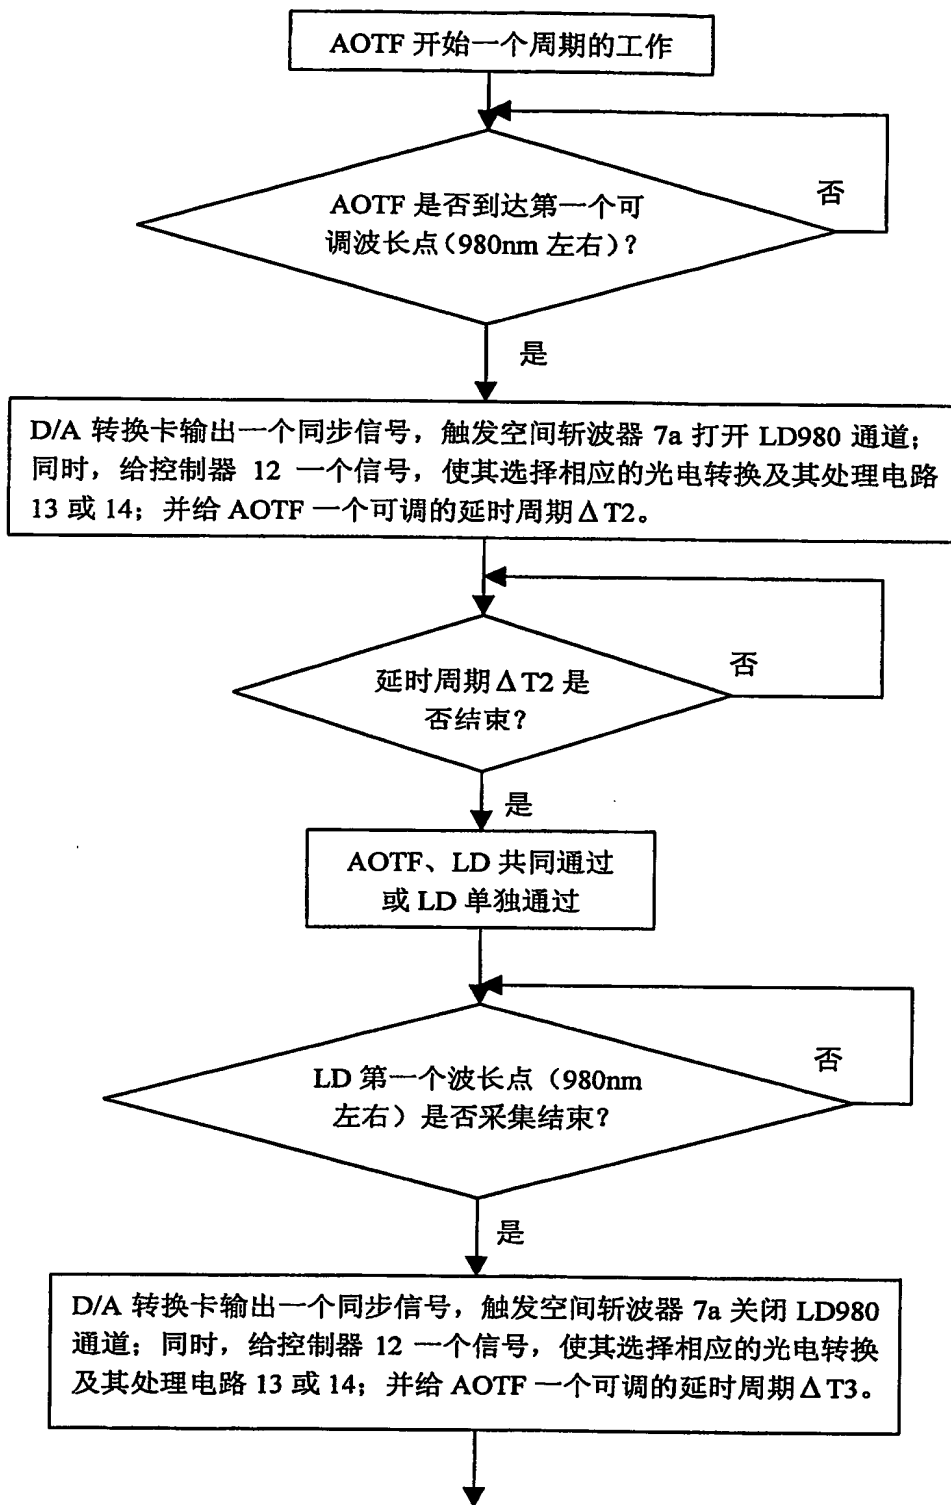 AOTF 开始一个周期的工作
AOTF 是否到达第一个可
调波长点（980nm 左右）？
否
是
D/A 转换卡输出一个同步信号，触发空间斩波器 7a 打开 LD980 通道；
同时，给控制器 12 一个信号，使其选择相应的光电转换及其处理电路
13 或 14；并给 AOTF 一个可调的延时周期ΔT2。
延时周期ΔT2 是
否结束？
否
是
AOTF、LD 共同通过
或 LD 单独通过
LD 第一个波长点（980nm
左右）是否采集结束？
否
是
D/A 转换卡输出一个同步信号，触发空间斩波器 7a 关闭 LD980
通道；同时，给控制器 12 一个信号，使其选择相应的光电转换
及其处理电路 13 或 14；并给 AOTF 一个可调的延时周期ΔT3。